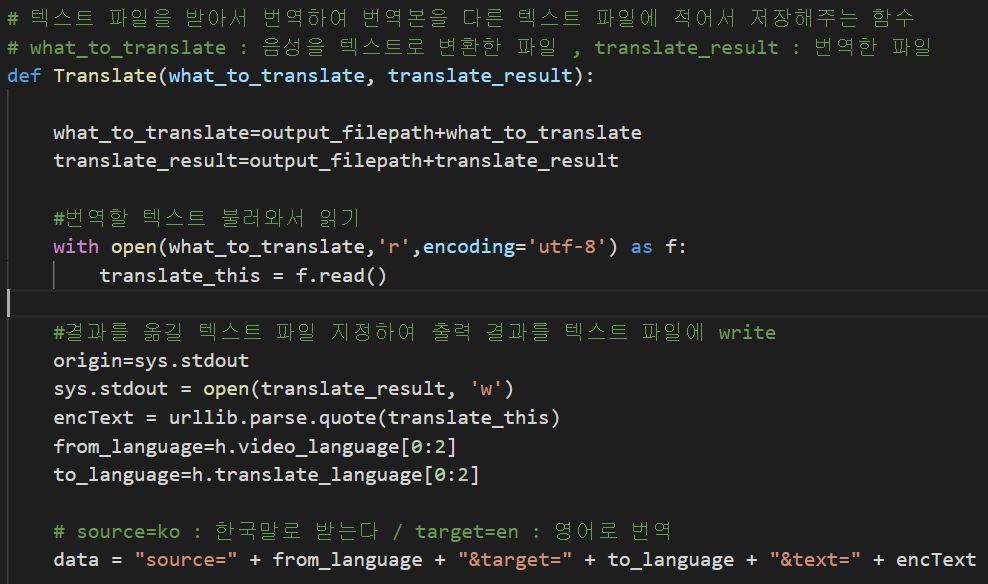 # 텍스트 파일을 받아서 번역하여 번역본을 다른 텍스트 파일에 적어서 저장해주는 함수
# what_to_translate : 음성을 텍스트로 변환한 파일 , translate_result : 번역한 파일
def Translate(what_to_translate, translate_result):
what_to_translate=output_filepath+what_to_translate
translate_result=output_filepath+translate_result
#번역할 텍스트 불러와서 읽기
with open(what_to_translate,'r',encoding='utf-8') as f:
translate_this = f.read()
#결과를 옮길 텍스트 파일 지정하여 출력 결과를 텍스트 파일에 write
origin=sys.stdout
sys.stdout = open(translate_result, 'w')
encText = urllib.parse.quote(translate_this)
from_language=h.video_language[0:2]
to_language=h.translate_language[0:2]
# source=ko : 한국말로 받는다 / target=en : 영어로 번역
data = "source=" + from_language + "&target=" + to_language + "&text=" + encText